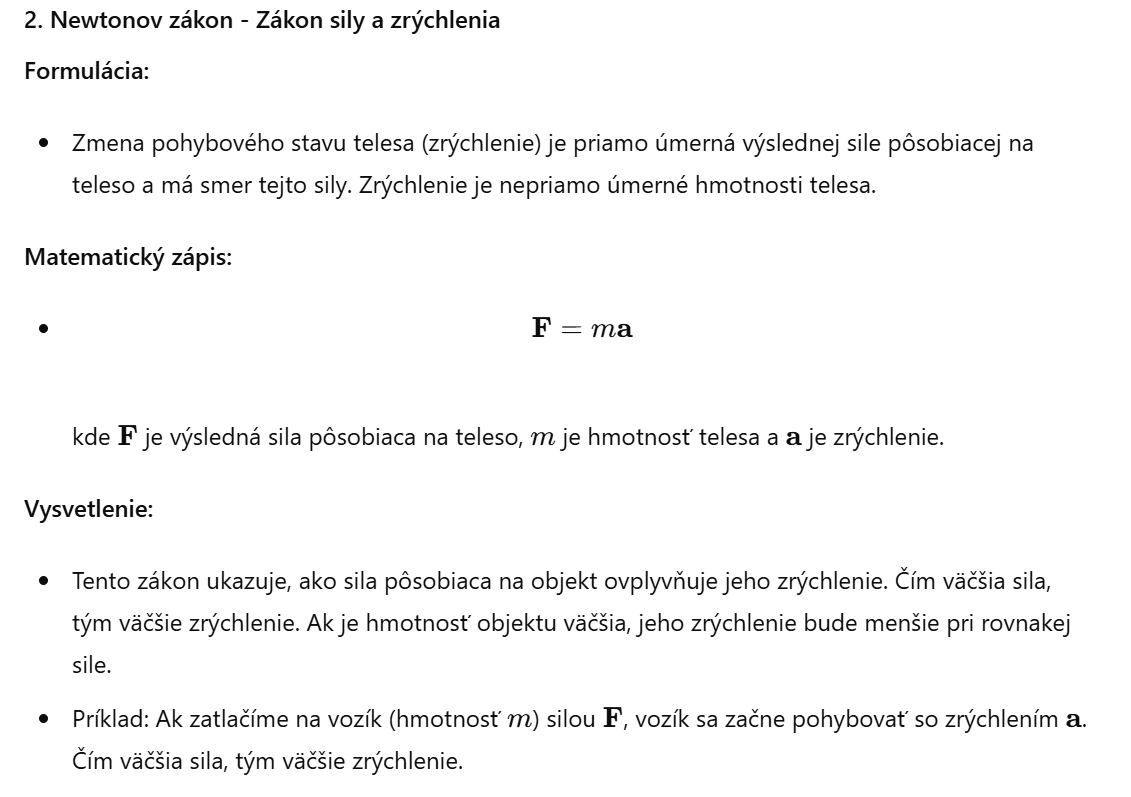 2. Newtonov zákon - Zákon sily a zrýchlenia
Formulácia:
• Zmena pohybového stavu telesa (zrýchlenie) je priamo úmerná výslednej sile pôsobiacej na
teleso a má smer tejto sily. Zrýchlenie je nepriamo úmerné hmotnosti telesa.
Matematický zápis:
• F = ma
kde F je výsledná sila pôsobiaca na teleso, m je hmotnosť telesa a a je zrýchlenie.
Vysvetlenie:
• Tento zákon ukazuje, ako sila pôsobiaca na objekt ovplyvňuje jeho zrýchlenie. Čím väčšia sila,
tým väčšie zrýchlenie. Ak je hmotnosť objektu väčšia, jeho zrýchlenie bude menšie pri rovnakej
sile.
• Príklad: Ak zatlačíme na vozík (hmotnosť m) silou F, vozík sa začne pohybovať so zrýchlením a.
Čím väčšia sila, tým väčšie zrýchlenie.